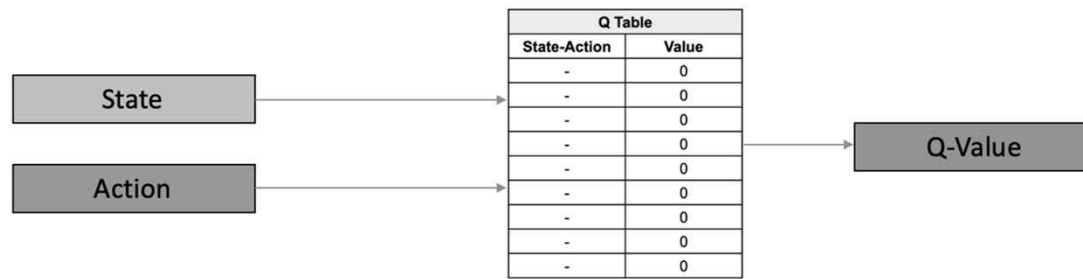 Q Table
State-Action Value
- 0
- 0
- 0
- 0
- 0
- 0
- 0
- 0
- 0
State
Action
Q-Value